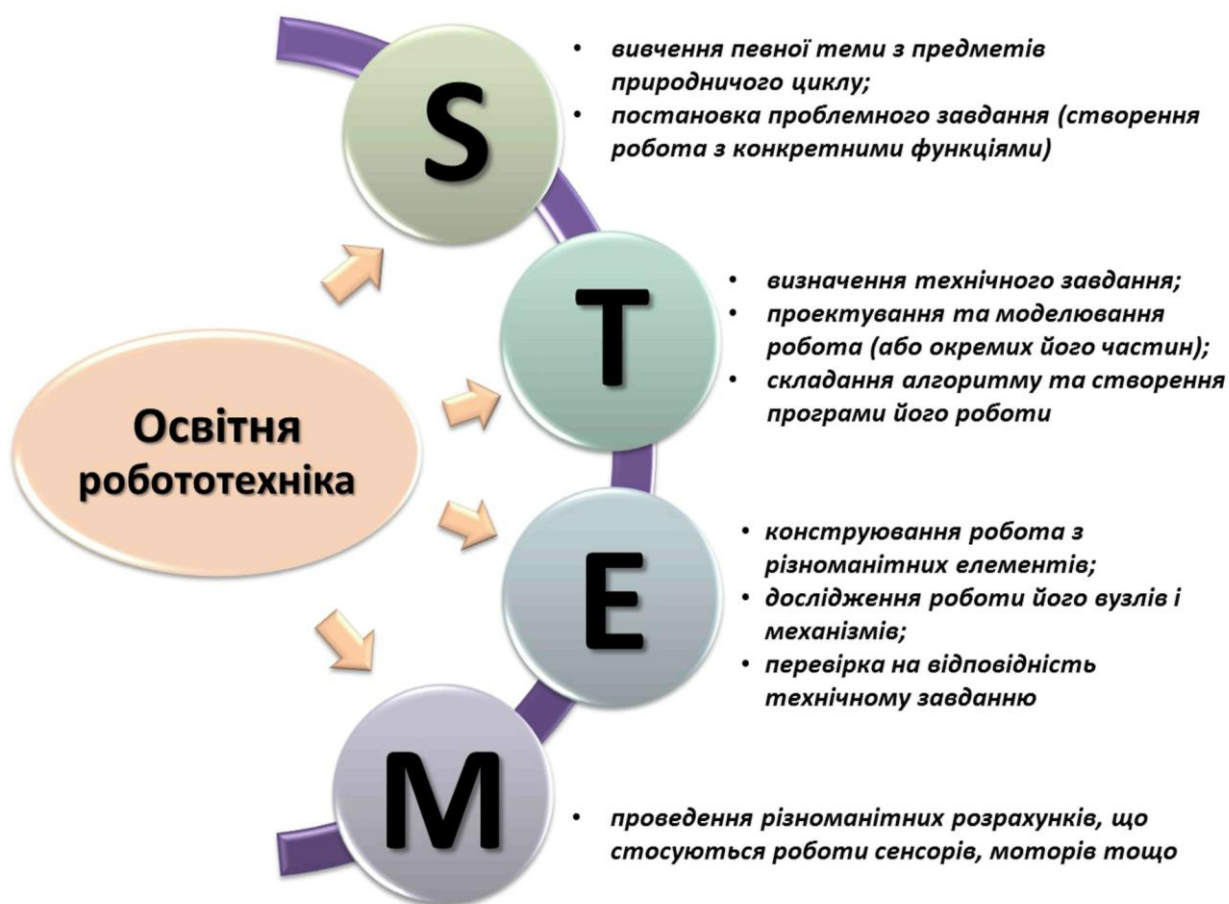 S
• вивчення певної теми з предметів
природничого циклу;
• постановка проблемного завдання (створення
робота з конкретними функціями)
T
• визначення технічного завдання;
• проектування та моделювання
робота (або окремих його частин);
• складання алгоритму та створення
програми його роботи
Освітня
робототехніка
E
• конструювання робота з
різноманітних елементів;
• дослідження роботи його вузлів і
механізмів;
• перевірка на відповідність
технічному завданню
M
• проведення різноманітних розрахунків, що
стосуються роботи сенсорів, моторів тощо